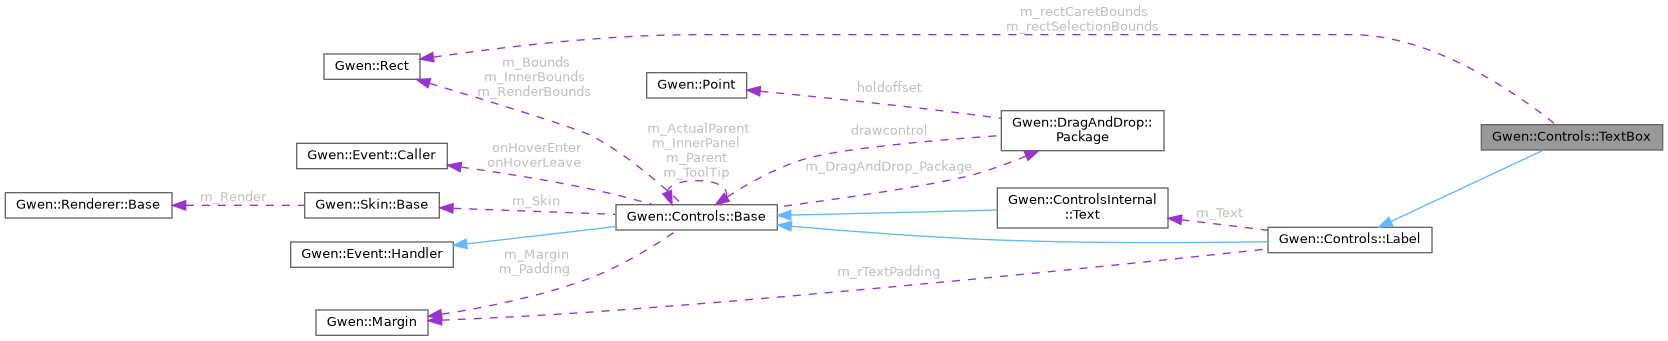 m_rectCaretBounds
m_rectSelectionBounds
Gwen::Rect
m_Bounds
m_InnerBounds
m_RenderBounds
Gwen::Point
holdoffset
Gwen::DragAndDrop::
Package
Gwen::Controls::TextBox
m_ActualParent
m_InnerPanel
m_Parent
m_ToolTip
drawcontrol
m_DragAndDrop_Package
Gwen::Event::Caller
onHoverEnter
onHoverLeave
Gwen::Renderer::Base
m_Render
Gwen::Skin::Base
m_Skin
Gwen::Controls::Base
Gwen::ControlsInternal
::Text
m_Text
Gwen::Controls::Label
Gwen::Event::Handler
m_Margin
m_Padding
m_rTextPadding
Gwen::Margin